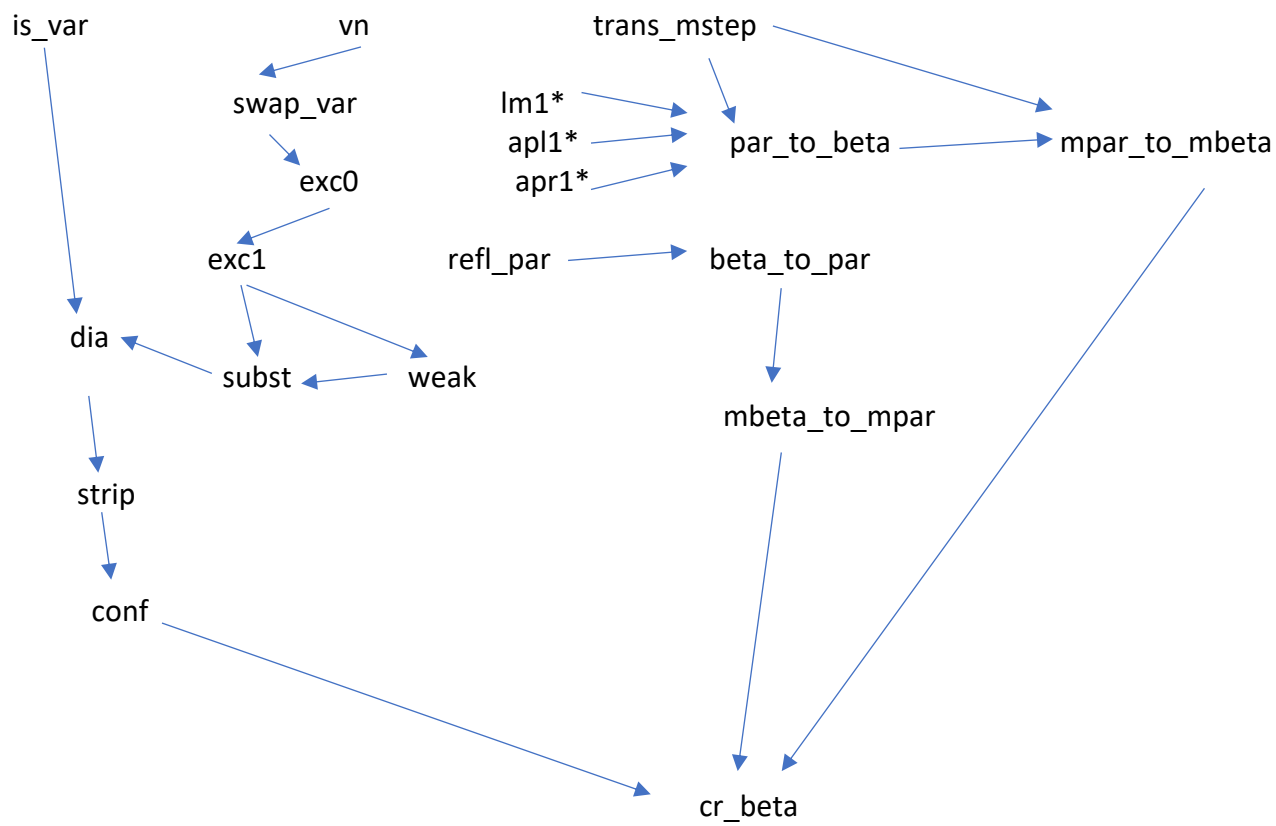 is_var vn trans_mstep
swap_var lm1*
apl1* par_to_beta mpar_to_mbeta
exc0 apr1*
exc1 refl_par beta_to_par
dia
subst weak
mbeta_to_mpar
strip
conf
cr_beta